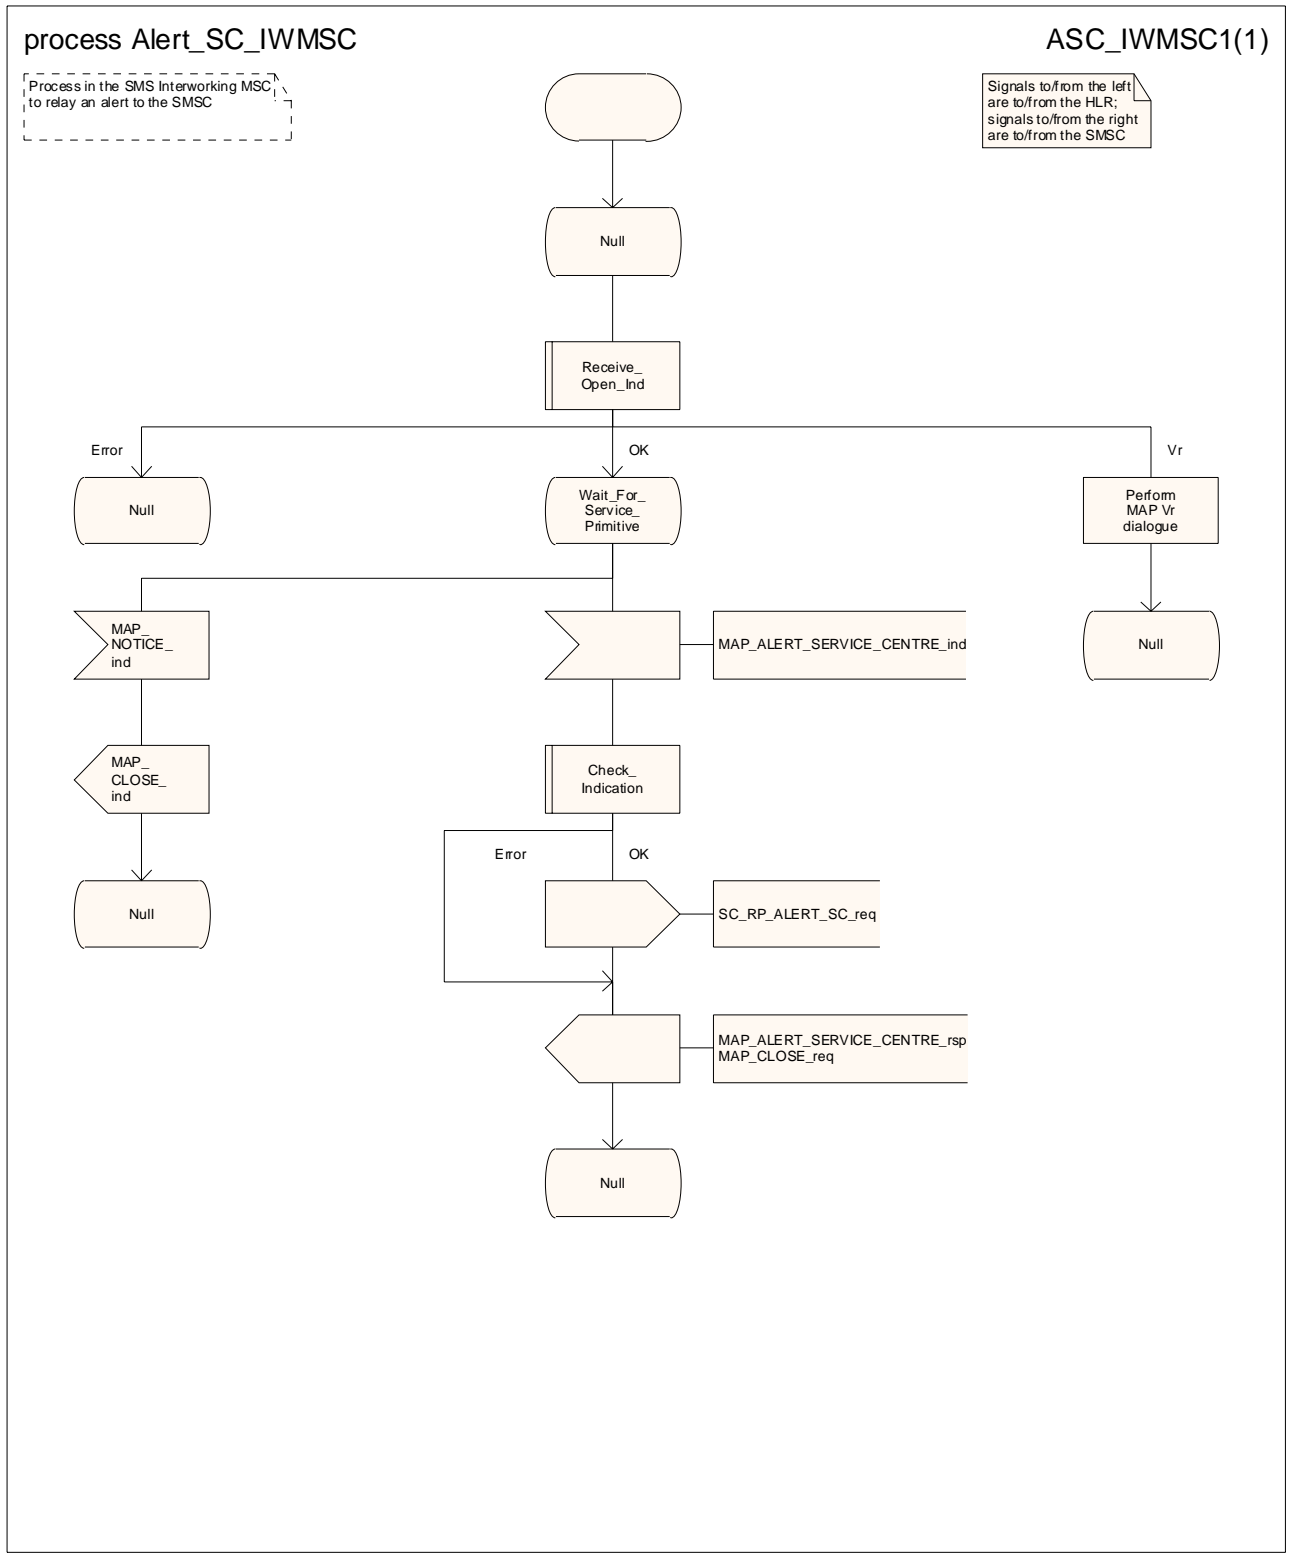 process Alert_SC_IWMSC
ASC_IWMSC1(1)
Process in the SMS Interworking MSC
to relay an alert to the SMSC
Signals to/from the left
are to/from the HLR;
signals to/from the right
are to/from the SMSC
Null
Receive_
Open_Ind
Error
OK
Vr
Null
Wait_For_
Service_
Primitive
Perform
MAP Vr
dialogue
MAP_
NOTICE_
ind
MAP_ALERT_SERVICE_CENTRE_ind
Null
MAP_
CLOSE_
ind
Check_
Indication
Error
OK
Null
SC_RP_ALERT_SC_req
MAP_ALERT_SERVICE_CENTRE_rsp
MAP_CLOSE_req
Null